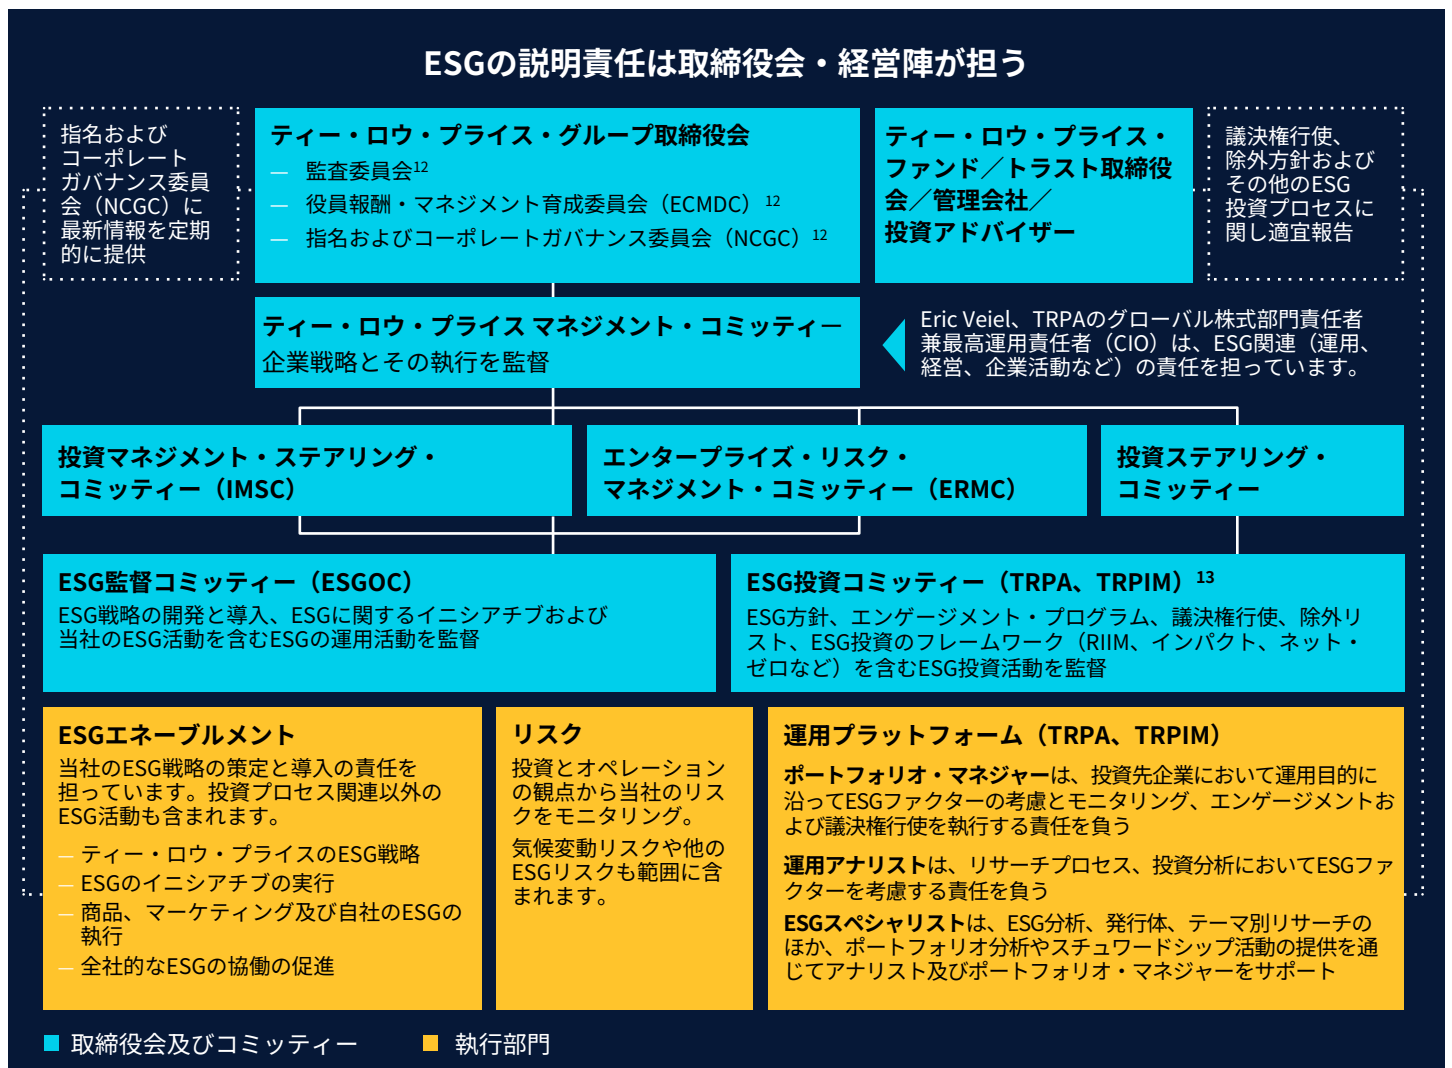 ESGの説明責任は取締役会・経営陣が担う
指名および
コーポレート
ガバナンス委員
会（NCGC）に
最新情報を定期
的に提供
ティー・ロウ・プライス・グループ取締役会
— 監査委員会12
— 役員報酬・マネジメント育成委員会（ECMDC）12
— 指名およびコーポレートガバナンス委員会（NCGC）12
ティー・ロウ・プライス・
ファンド／トラスト取締役
会／管理会社／
投資アドバイザー
議決権行使、
除外方針および
その他のESG
投資プロセスに
関し適宜報告
ティー・ロウ・プライス マネジメント・コミッティー
企業戦略とその執行を監督
Eric Veiel、TRPAのグローバル株式部門責任者
兼最高運用責任者（CIO）は、ESG関連（運用、
経営、企業活動など）の責任を担っています。
投資マネジメント・ステアリング・
コミッティー（IMSC）
エンタープライズ・リスク・
マネジメント・コミッティー（ERMC）
投資ステアリング・
コミッティー
ESG監督コミッティー（ESGOC）
ESG戦略の開発と導入、ESGに関するイニシアチブおよび
当社のESG活動を含むESGの運用活動を監督
ESG投資コミッティー（TRPA、TRPIM）13
ESG方針、エンゲージメント・プログラム、議決権行使、除外リ
スト、ESG投資のフレームワーク（RIIM、インパクト、ネット・
ゼロなど）を含むESG投資活動を監督
ESGエネーブルメント
当社のESG戦略の策定と導入の責任を
担っています。投資プロセス関連以外の
ESG活動も含まれます。
— ティー・ロウ・プライスのESG戦略
— ESGのイニシアチブの実行
— 商品、マーケティング及び自社のESGの
執行
— 全社的なESGの協働の促進
リスク
投資とオペレーション
の観点から当社のリス
クをモニタリング。
気候変動リスクや他の
ESGリスクも範囲に含
まれます。
運用プラットフォーム（TRPA、TRPIM）
ポートフォリオ・マネジャーは、投資先企業において運用目的に
沿ってESGファクターの考慮とモニタリング、エンゲージメントお
よび議決権行使を執行する責任を負う
運用アナリストは、リサーチプロセス、投資分析においてESGファ
クターを考慮する責任を負う
ESGスペシャリストは、ESG分析、発行体、テーマ別リサーチの
ほか、ポートフォリオ分析やスチュワードシップ活動の提供を通
じてアナリスト及びポートフォリオ・マネジャーをサポート
取締役会及びコミッティー
執行部門